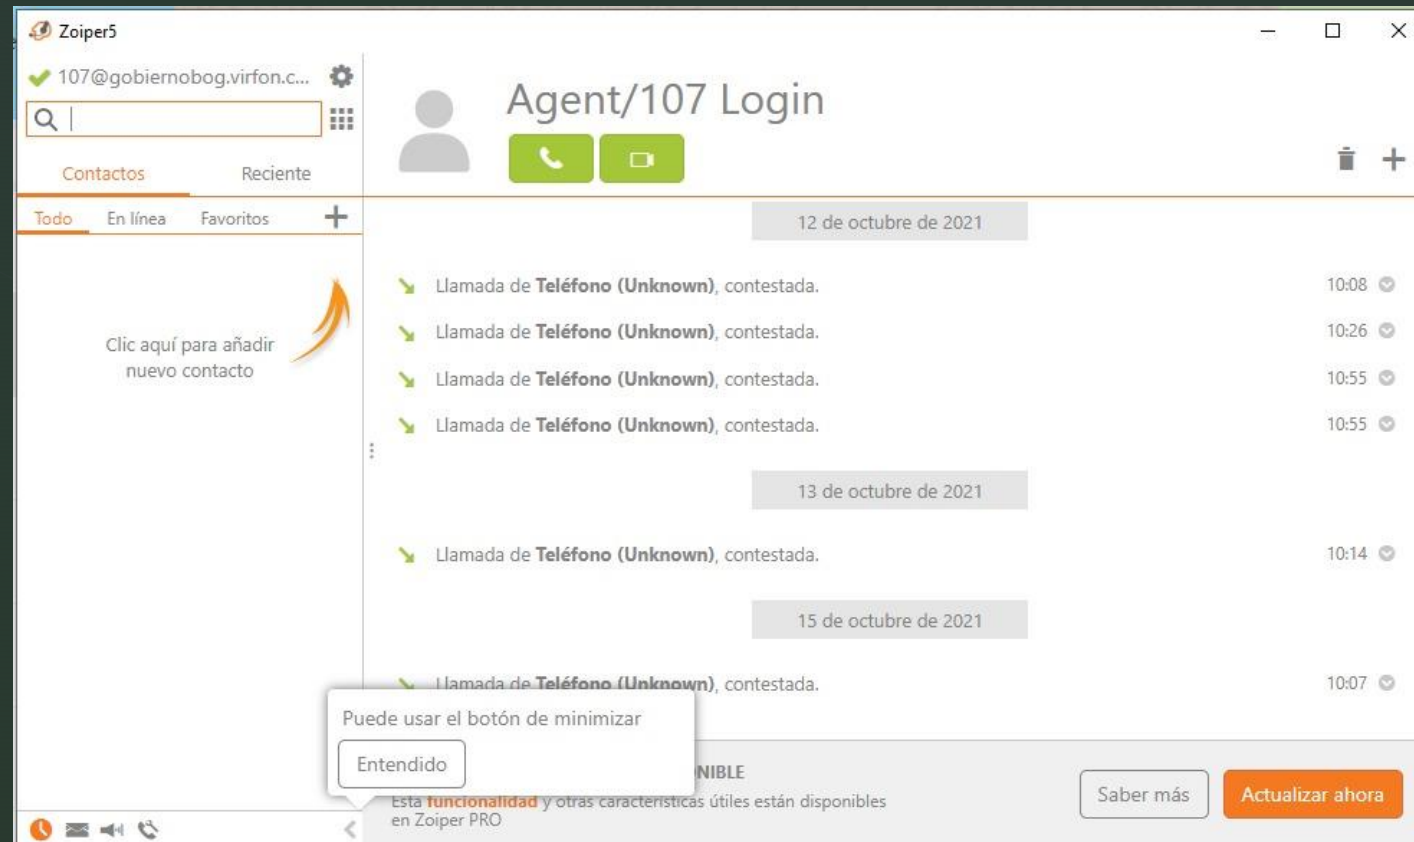 Zoiper5
107@gobiernobog.virfon.c...
Contactos
Reciente
Todo
En línea
Favoritos
Clic aquí para añadir
nuevo contacto
Agent/107 Login
12 de octubre de 2021
Llamada de Teléfono (Unknown), contestada. 10:08
Llamada de Teléfono (Unknown), contestada. 10:26
Llamada de Teléfono (Unknown), contestada. 10:55
Llamada de Teléfono (Unknown), contestada. 10:55
13 de octubre de 2021
Llamada de Teléfono (Unknown), contestada. 10:14
15 de octubre de 2021
Llamada de Teléfono (Unknown), contestada. 10:07
Puede usar el botón de minimizar
Entendido
Esta funcionalidad y otras características útiles están disponibles
en Zoiper PRO
Saber más
Actualizar ahora